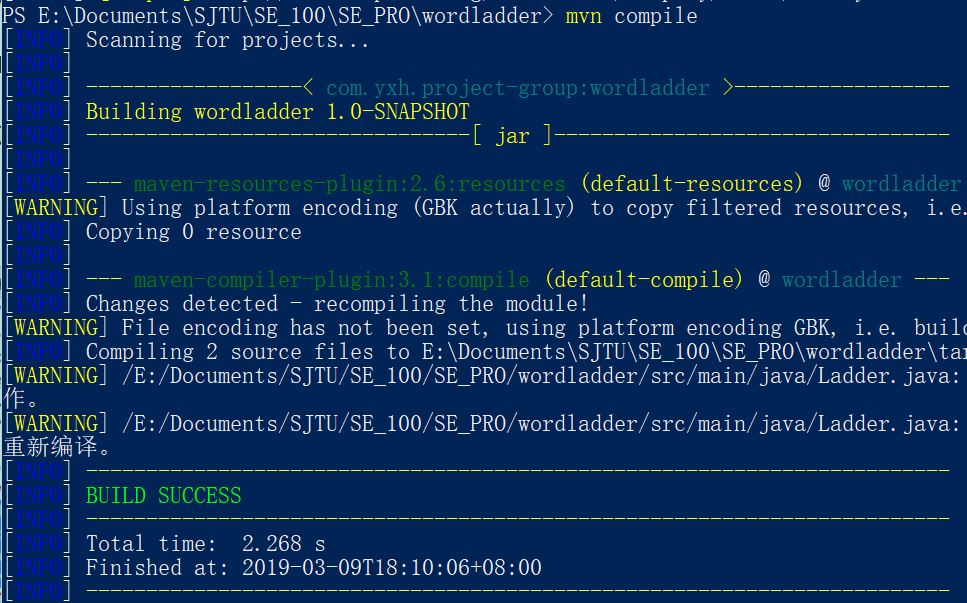 PS E:\Documents\SJTU\SE_100\SE_PRO\wordladder> mvn compile
[INFO] Scanning for projects...
[INFO]
[INFO] ------------------< com.yxh.project-group:wordladder >------------------
[INFO] Building wordladder 1.0-SNAPSHOT
[INFO] --------------------------------[ jar ]---------------------------------
[INFO]
[INFO] --- maven-resources-plugin:2.6:resources (default-resources) @ wordladder
[WARNING] Using platform encoding (GBK actually) to copy filtered resources, i.e.
[INFO] Copying 0 resource
[INFO]
[INFO] --- maven-compiler-plugin:3.1:compile (default-compile) @ wordladder ---
[INFO] Changes detected - recompiling the module!
[WARNING] File encoding has not been set, using platform encoding GBK, i.e. build
[INFO] Compiling 2 source files to E:\Documents\SJTU\SE_100\SE_PRO\wordladder\tar
[WARNING] /E:/Documents/SJTU/SE_100/SE_PRO/wordladder/src/main/java/Ladder.java:
作。
[WARNING] /E:/Documents/SJTU/SE_100/SE_PRO/wordladder/src/main/java/Ladder.java:
重新编译。
[INFO] ------------------------------------------------------------------------
[INFO] BUILD SUCCESS
[INFO] ------------------------------------------------------------------------
[INFO] Total time:  2.268 s
[INFO] Finished at: 2019-03-09T18:10:06+08:00
[INFO] ------------------------------------------------------------------------